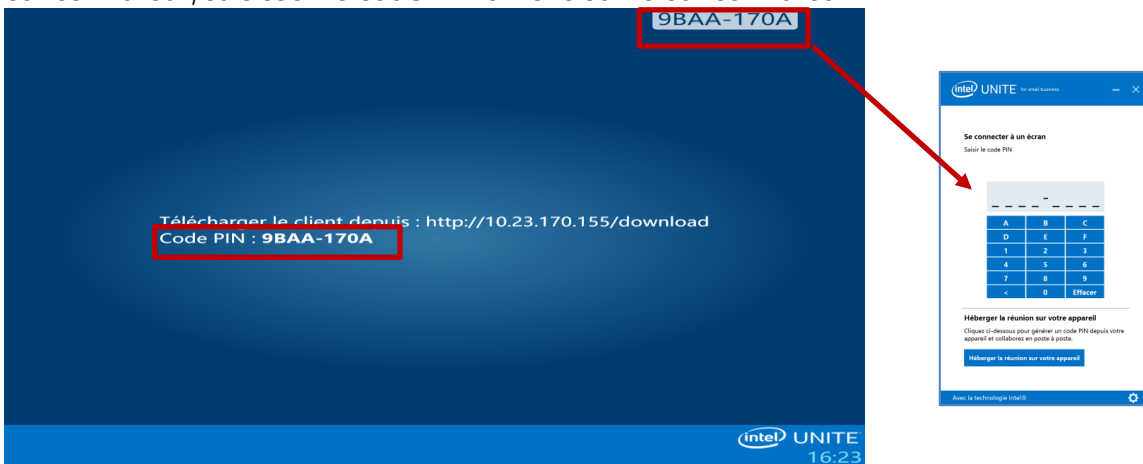 9BAA-170A
Télécharger le client depuis : http://10.23.170.155/download
Code PIN : 9BAA-170A
intel UNITE
16:23
intel UNITE for small business
Se connecter à un écran
Saisir le code PIN
_ _ _ _ - _ _ _ _
A B C
D E F
1 2 3
4 5 6
7 8 9
< 0 Effacer
Héberger la réunion sur votre appareil
Cliquez ci-dessous pour générer un code PIN depuis votre
appareil et collaborez en poste à poste.
Héberger la réunion sur votre appareil
Avec la technologie Intel®